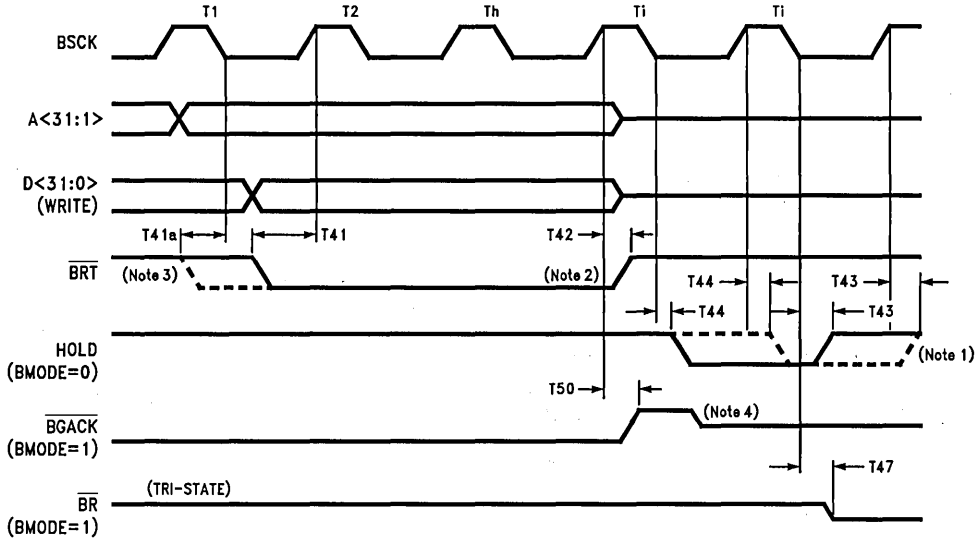 T1 T2 Th Ti Ti
BSCK
A<31:1>
D<31:0>
(WRITE)
T41a T41 T42
BRT (Note 3) (Note 2)
T44 T43
T44 T43
HOLD
(BMODE=0)
(Note 1)
T50
BGACK
(BMODE=1)
(Note 4)
T47
(TRI-STATE)
BR
(BMODE=1)